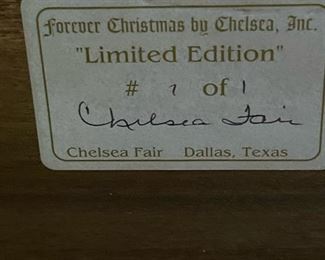 Forever Christmas by Chelsea, Inc.
"Limited Edition"
# 1 of 1
Chelsea Fair
Chelsea Fair Dallas, Texas